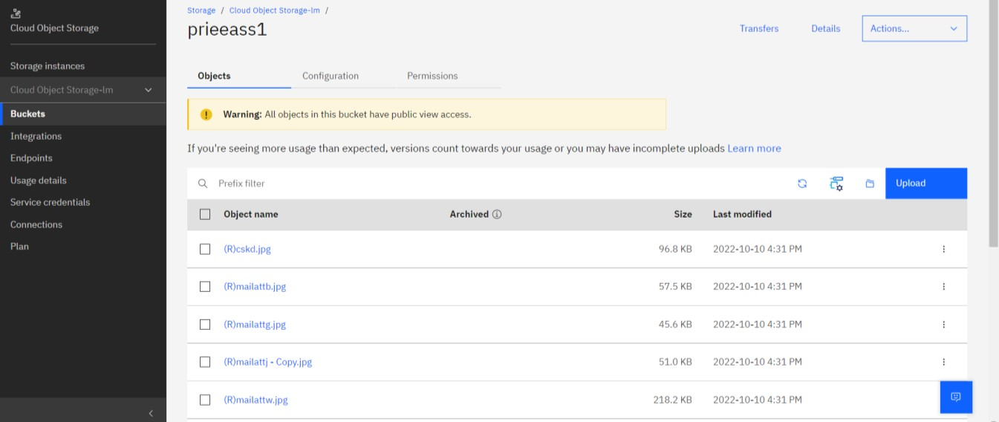 Cloud Object Storage
Storage instances
Cloud Object Storage-lm
Buckets
Integrations
Endpoints
Usage details
Service credentials
Connections
Plan
Storage / Cloud Object Storage-lm /
prieeass1
Transfers Details Actions...
Objects Configuration Permissions
Warning: All objects in this bucket have public view access.
If you're seeing more usage than expected, versions count towards your usage or you may have incomplete uploads Learn more
Prefix filter Upload
Object name Archived Size Last modified
(R)cskd.jpg 96.8 KB 2022-10-10 4:31 PM
(R)mailattb.jpg 57.5 KB 2022-10-10 4:31 PM
(R)mailattg.jpg 45.6 KB 2022-10-10 4:31 PM
(R)mailattj - Copy.jpg 51.0 KB 2022-10-10 4:31 PM
(R)mailattw.jpg 218.2 KB 2022-10-10 4:31 PM